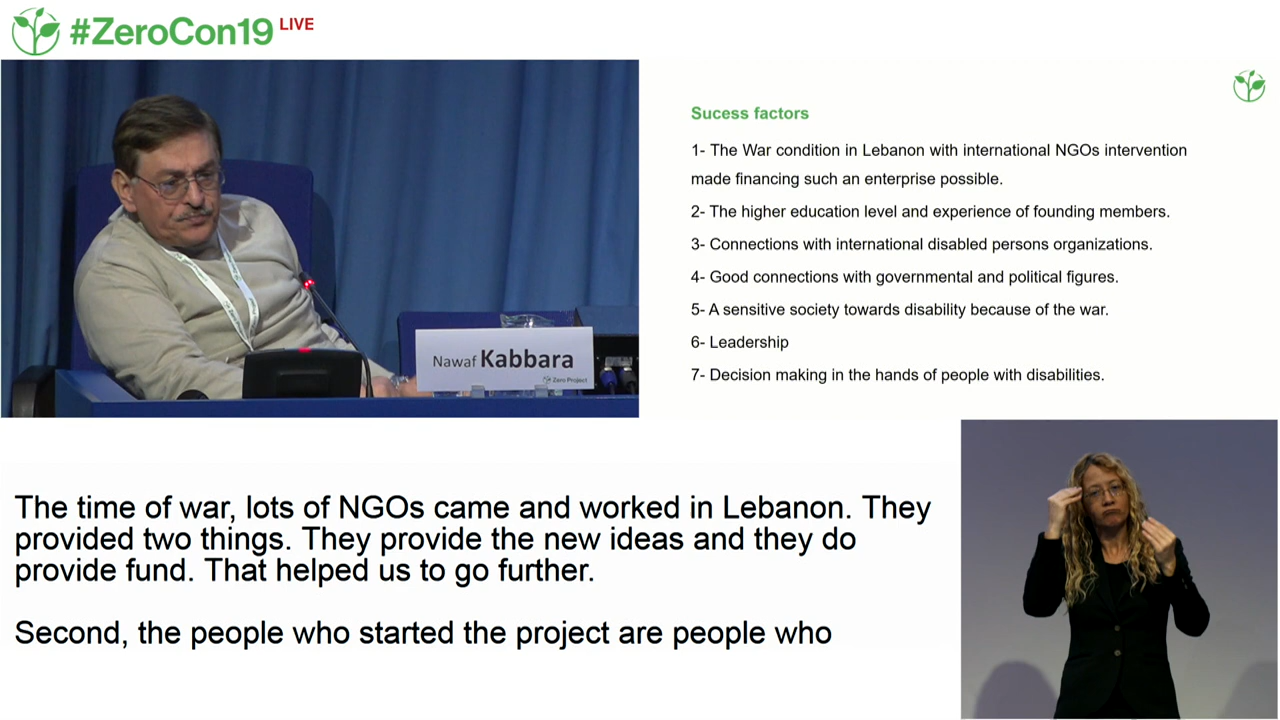 #ZeroCon19 LIVE
Nawaf Kabbara
Zero Project
Sucess factors
1- The War condition in Lebanon with international NGOs intervention
made financing such an enterprise possible.
2- The higher education level and experience of founding members.
3- Connections with international disabled persons organizations.
4- Good connections with governmental and political figures.
5- A sensitive society towards disability because of the war.
6- Leadership
7- Decision making in the hands of people with disabilities.
The time of war, lots of NGOs came and worked in Lebanon. They
provided two things. They provide the new ideas and they do
provide fund. That helped us to go further.
Second, the people who started the project are people who